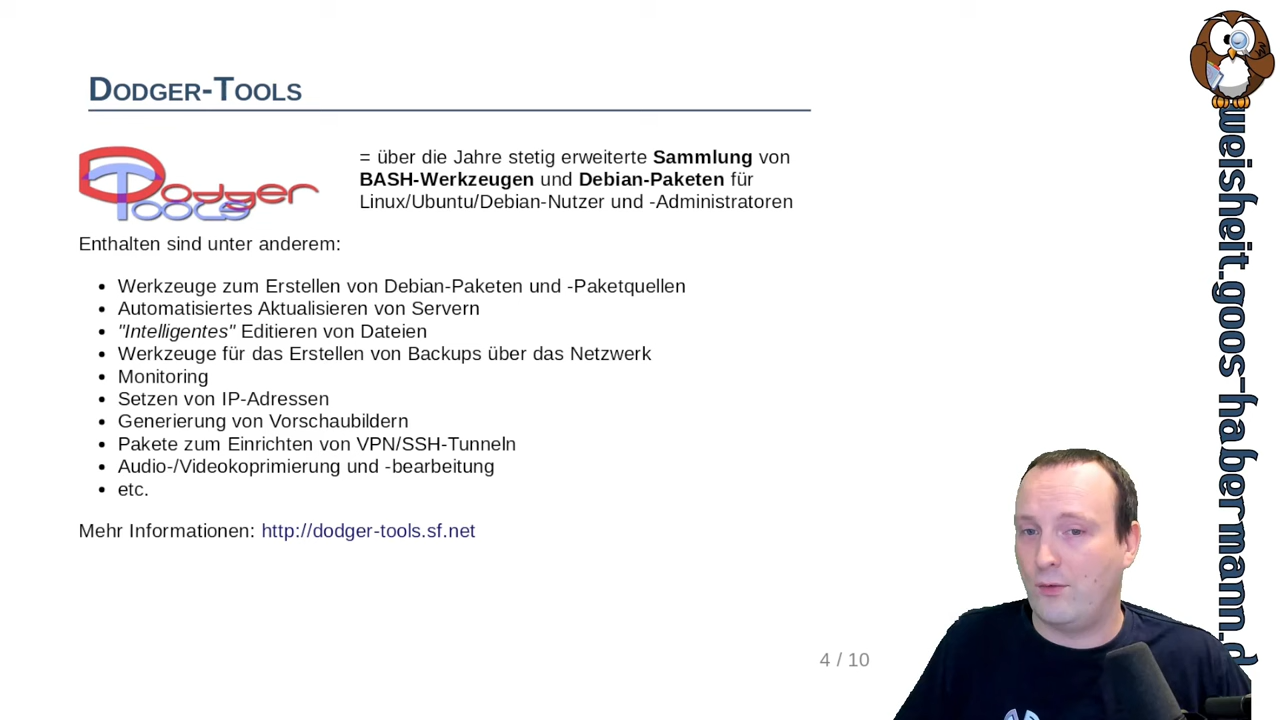 Dodger-Tools
Dodger
Tools
= über die Jahre stetig erweiterte Sammlung von
BASH-Werkzeugen und Debian-Paketen für
Linux/Ubuntu/Debian-Nutzer und -Administratoren
Enthalten sind unter anderem:
Werkzeuge zum Erstellen von Debian-Paketen und -Paketquellen
Automatisiertes Aktualisieren von Servern
"Intelligentes" Editieren von Dateien
Werkzeuge für das Erstellen von Backups über das Netzwerk
Monitoring
Setzen von IP-Adressen
Generierung von Vorschaubildern
Pakete zum Einrichten von VPN/SSH-Tunneln
Audio-/Videokoprimierung und -bearbeitung
etc.
Mehr Informationen: http://dodger-tools.sf.net
4 / 10
weisheit.goos-habermann.d